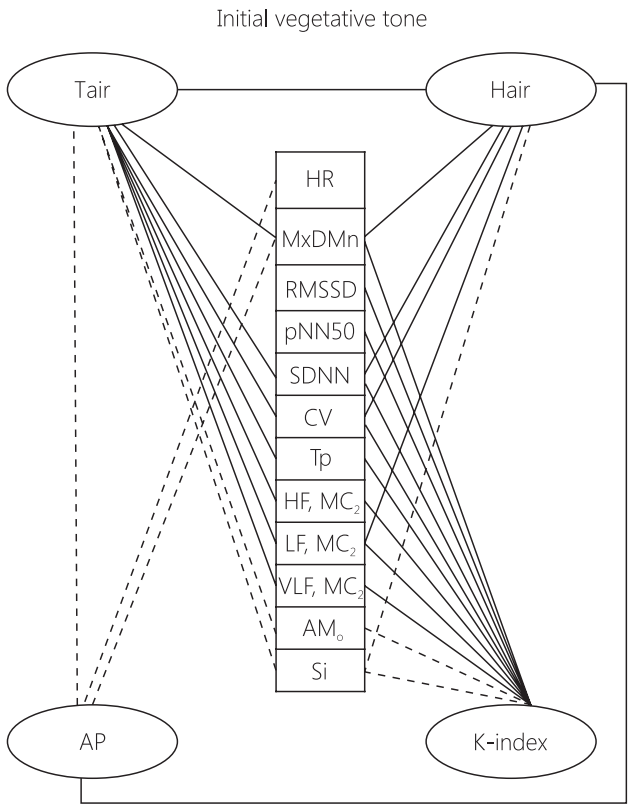 Initial vegetative tone
Tair
Hair
HR
MxDMn
RMSSD
pNN50
SDNN
CV
Tp
HF, MC₂
LF, MC₂
VLF, MC₂
AMₒ
Si
AP
K-index